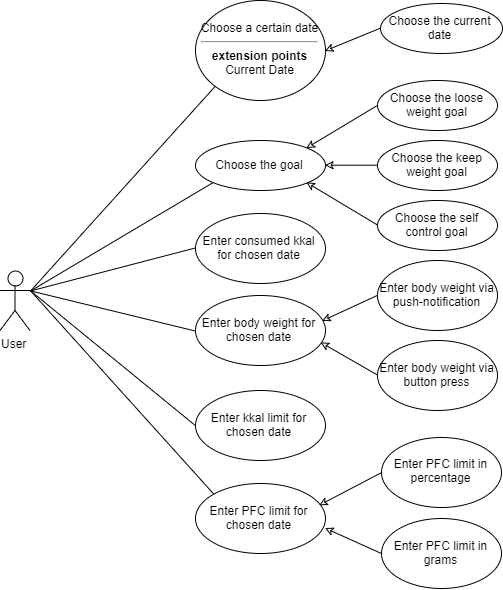 Choose a certain date
extension points
Current Date
Choose the current
date
Choose the loose
weight goal
Choose the goal
Choose the keep
weight goal
Choose the self
control goal
Enter consumed kkal
for chosen date
Enter body weight via
push-notification
User
Enter body weight for
chosen date
Enter body weight via
button press
Enter kkal limit for
chosen date
Enter PFC limit in
percentage
Enter PFC limit for
chosen date
Enter PFC limit in
grams